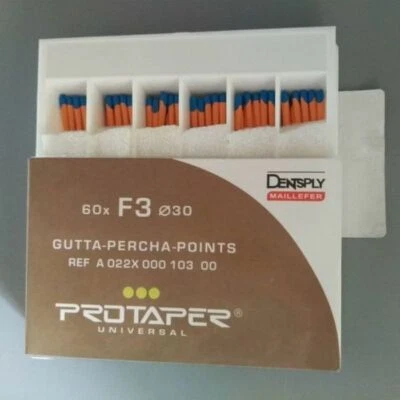 60x F3 Ø30
DENTSPLY
MAILLEFER
GUTTA-PERCHA-POINTS
REF A 022X 000 103 00
PROTAPER®
UNIVERSAL